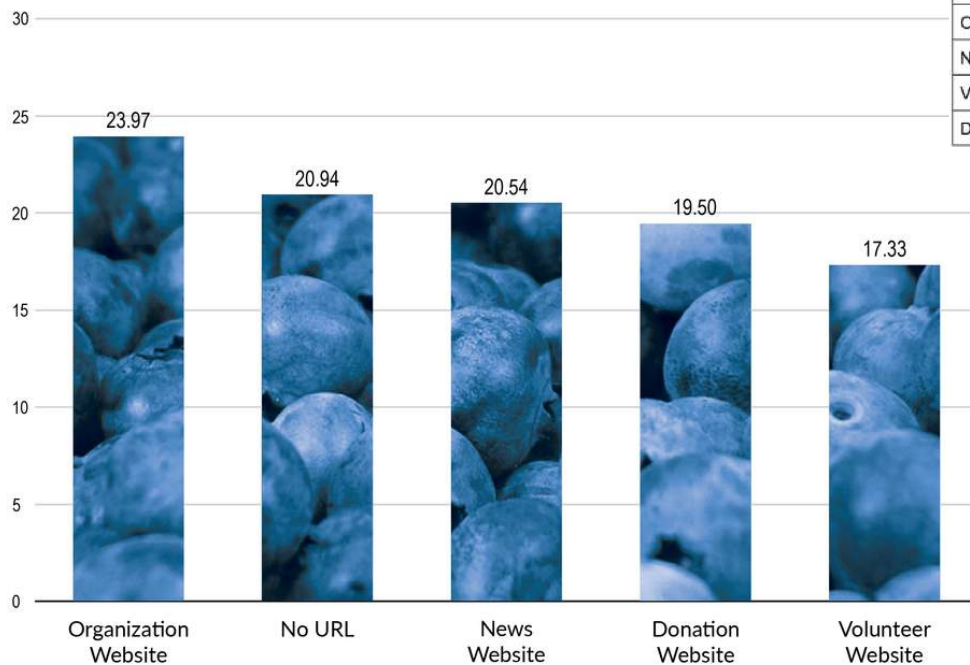 30
25
20
15
10
5
0
23.97
20.94
20.54
19.50
17.33
Organization
Website
No URL
News
Website
Donation
Website
Volunteer
Website